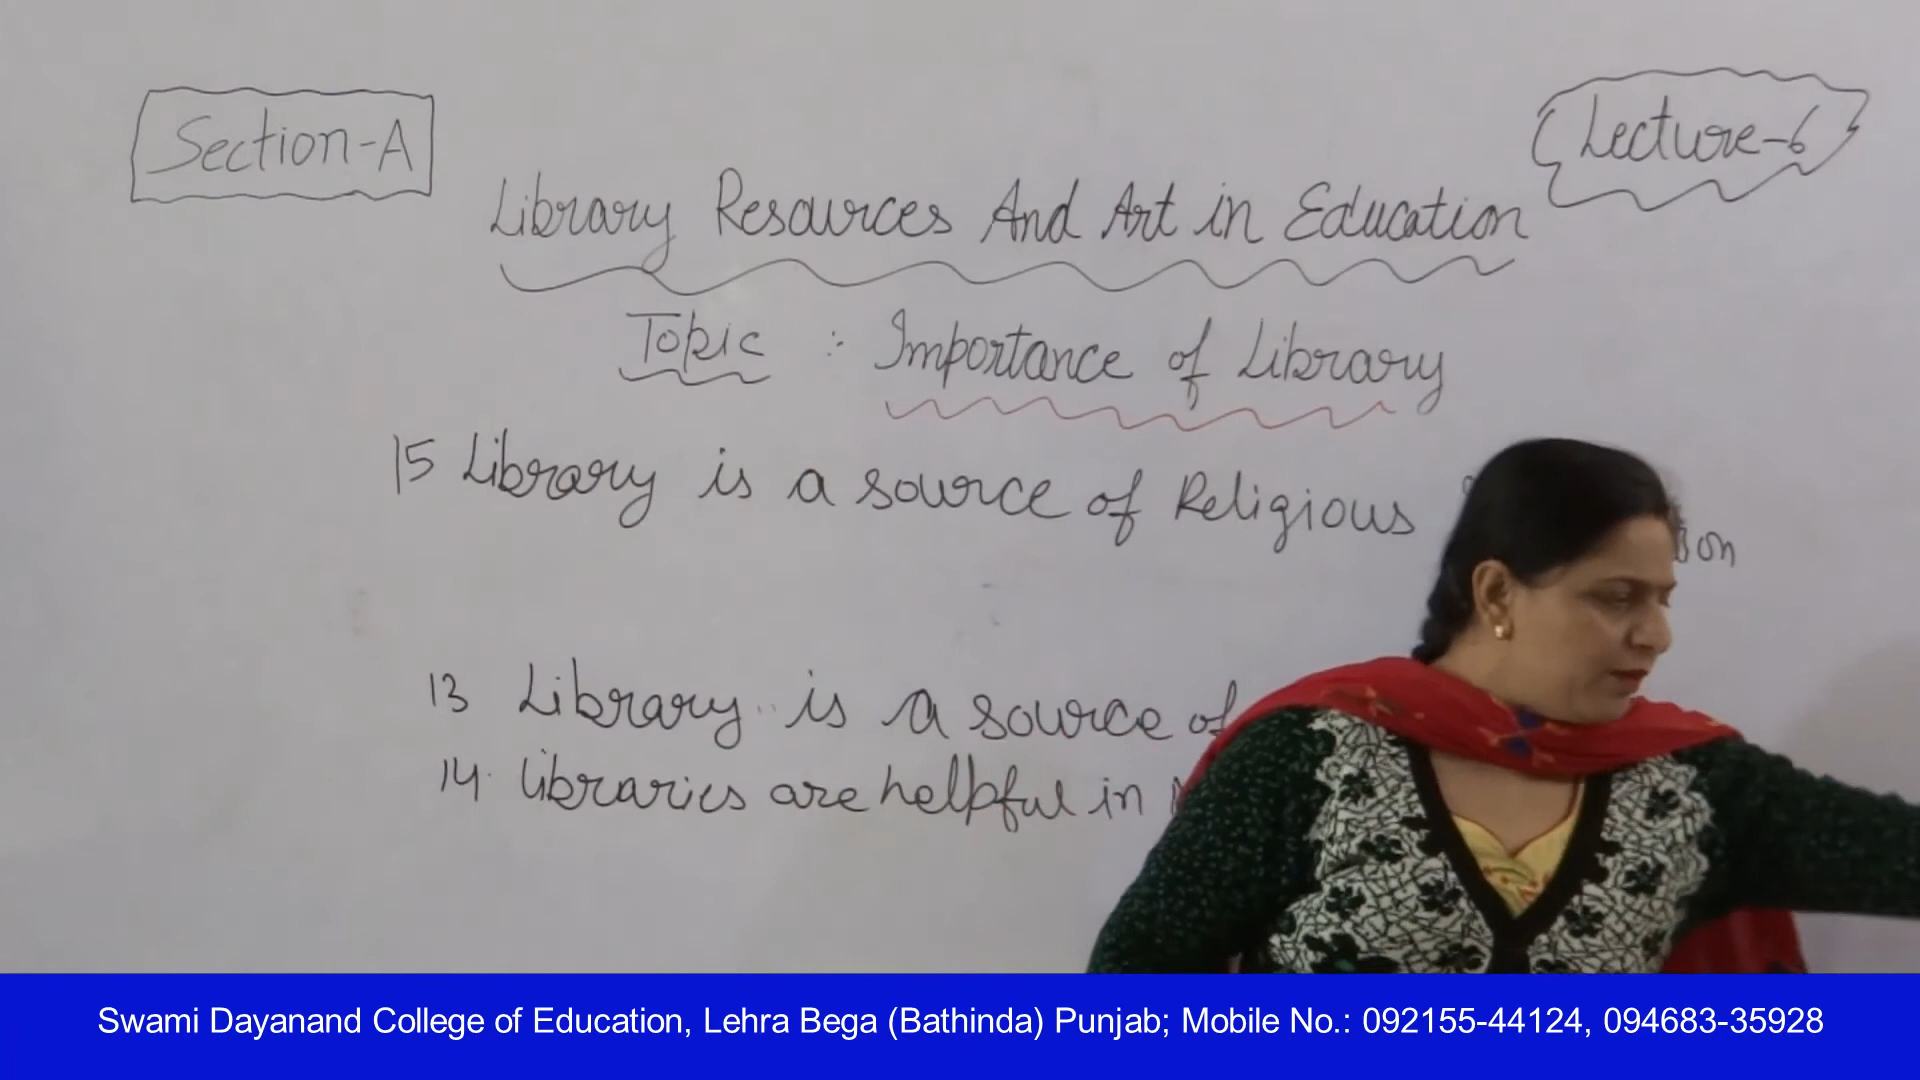 Section-A
Lecture-6
Library Resources And Art in Education
Topic :- Importance of Library
15 Library is a source of Religious
13 Library is a source of
14. libraries are helpful in
Swami Dayanand College of Education, Lehra Bega (Bathinda) Punjab; Mobile No.: 092155-44124, 094683-35928